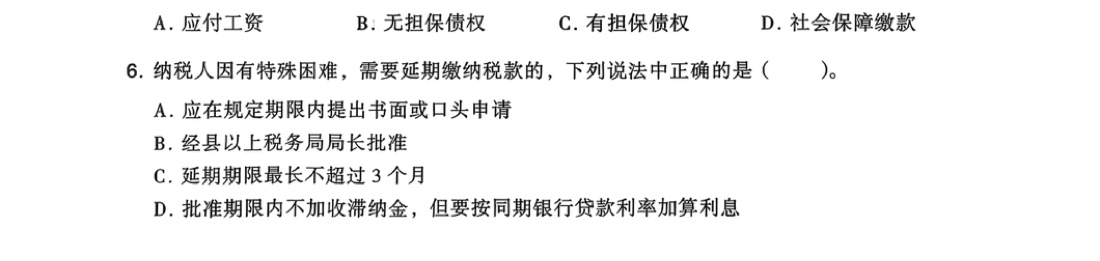 A. 应付工资 B. 无担保债权 C. 有担保债权 D. 社会保障缴款
6. 纳税人因有特殊困难，需要延期缴纳税款的，下列说法中正确的是（ ）。
A. 应在规定期限内提出书面或口头申请
B. 经县以上税务局局长批准
C. 延期期限最长不超过 3 个月
D. 批准期限内不加收滞纳金，但要按同期银行贷款利率加算利息